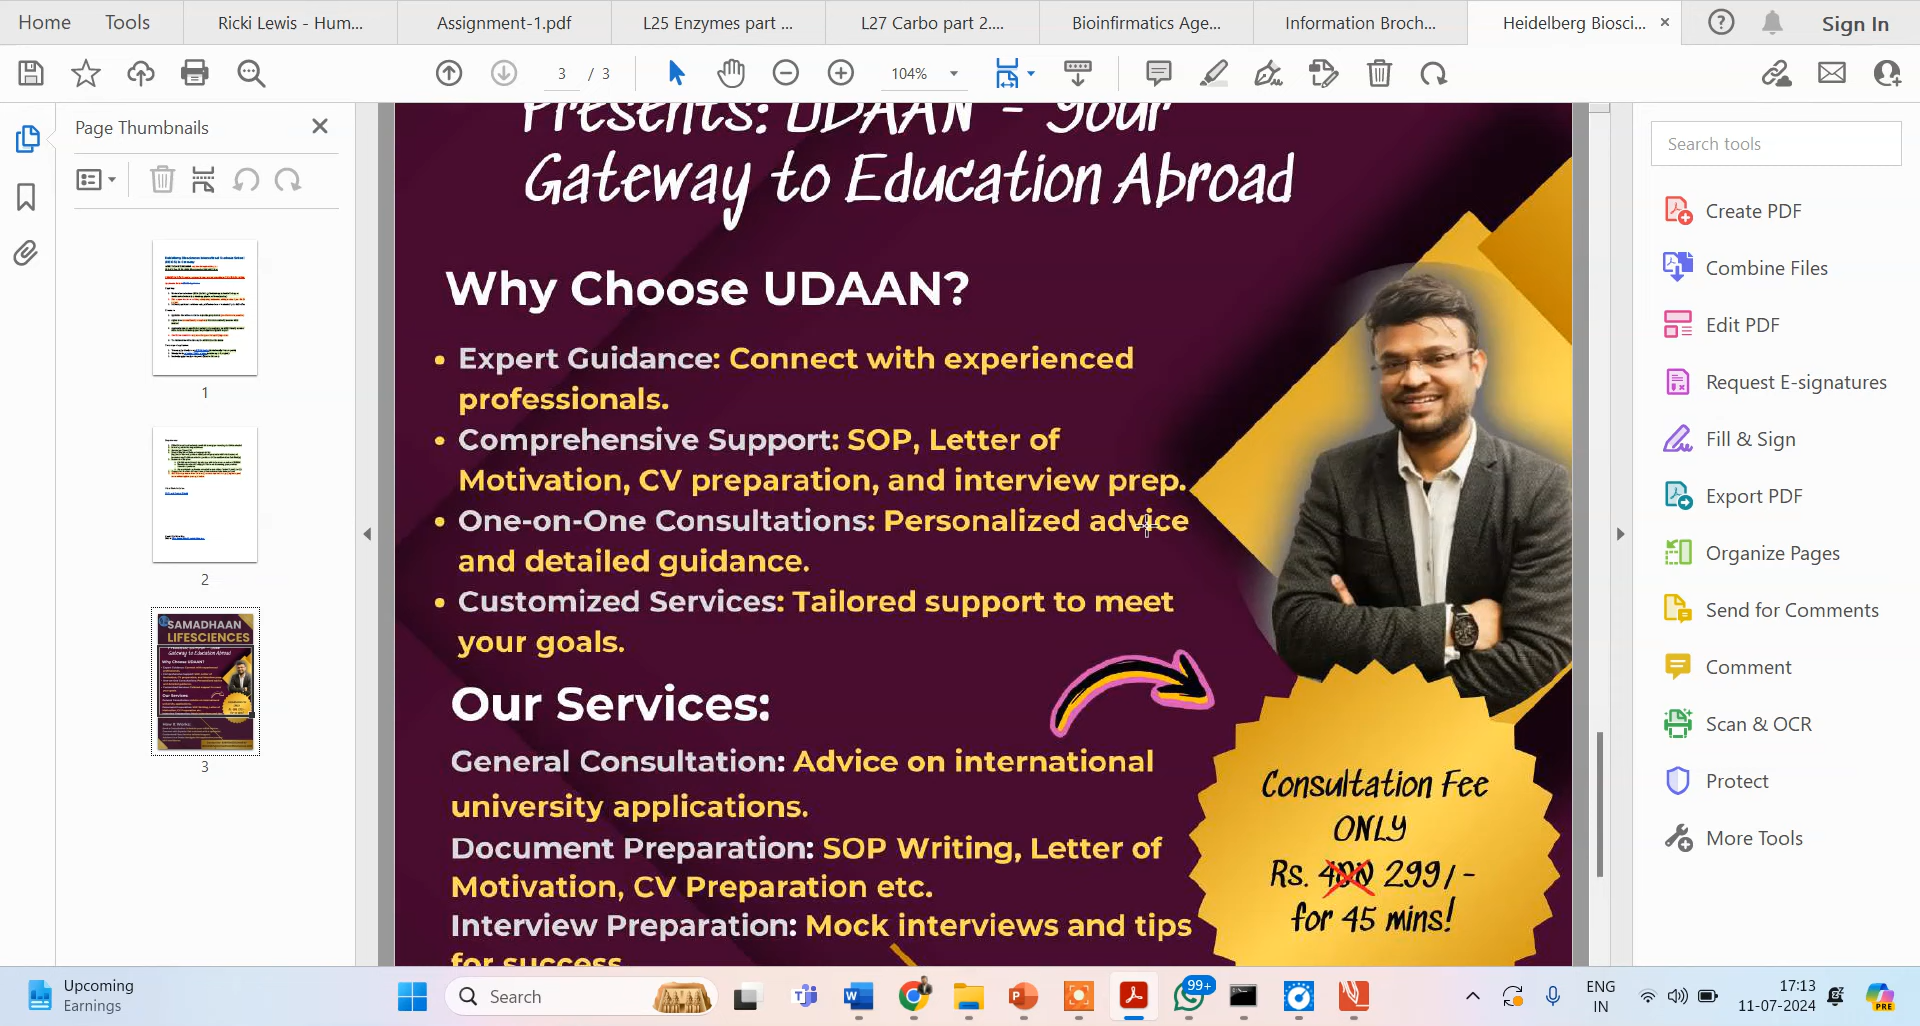 Home
Tools
Ricki Lewis - Hum...
Assignment-1.pdf
L25 Enzymes part ...
L27 Carbo part 2....
Bioinfirmatics Age...
Information Broch...
Heidelberg Biosci...
Sign In
3 / 3
104%
Page Thumbnails
1
2
SAMADHAAN
LIFESCIENCES
3
Presents: UDAAN - Your
Gateway to Education Abroad
Why Choose UDAAN?
• Expert Guidance: Connect with experienced
professionals.
• Comprehensive Support: SOP, Letter of
Motivation, CV preparation, and interview prep.
• One-on-One Consultations: Personalized advice
and detailed guidance.
• Customized Services: Tailored support to meet
your goals.
Our Services:
General Consultation: Advice on international
university applications.
Document Preparation: SOP Writing, Letter of
Motivation, CV Preparation etc.
Interview Preparation: Mock interviews and tips
for success.
Consultation Fee
ONLY
Rs. 400 299/-
for 45 mins!
Search tools
Create PDF
Combine Files
Edit PDF
Request E-signatures
Fill & Sign
Export PDF
Organize Pages
Send for Comments
Comment
Scan & OCR
Protect
More Tools
Upcoming
Earnings
Search
99+
ENG
IN
17:13
11-07-2024
PRE